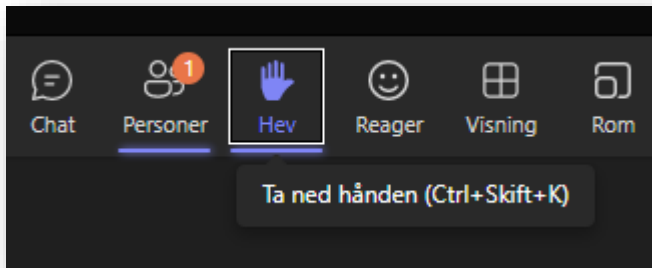 1
Chat Personer Hev Reager Visning Rom
Ta ned hånden (Ctrl+Skift+K)